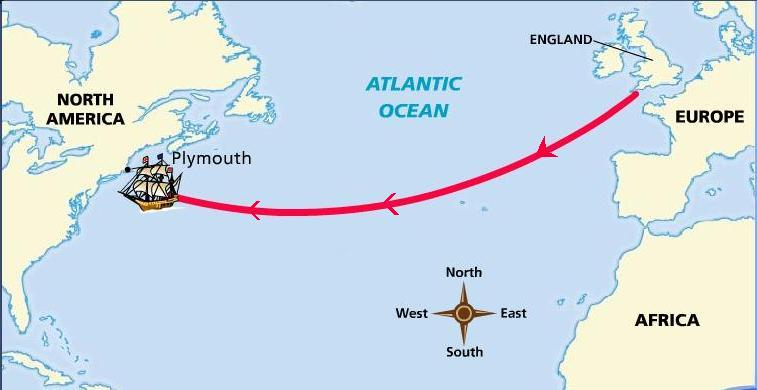 ENGLAND
ATLANTIC
OCEAN
NORTH
AMERICA
EUROPE
Plymouth
North
West
East
South
AFRICA